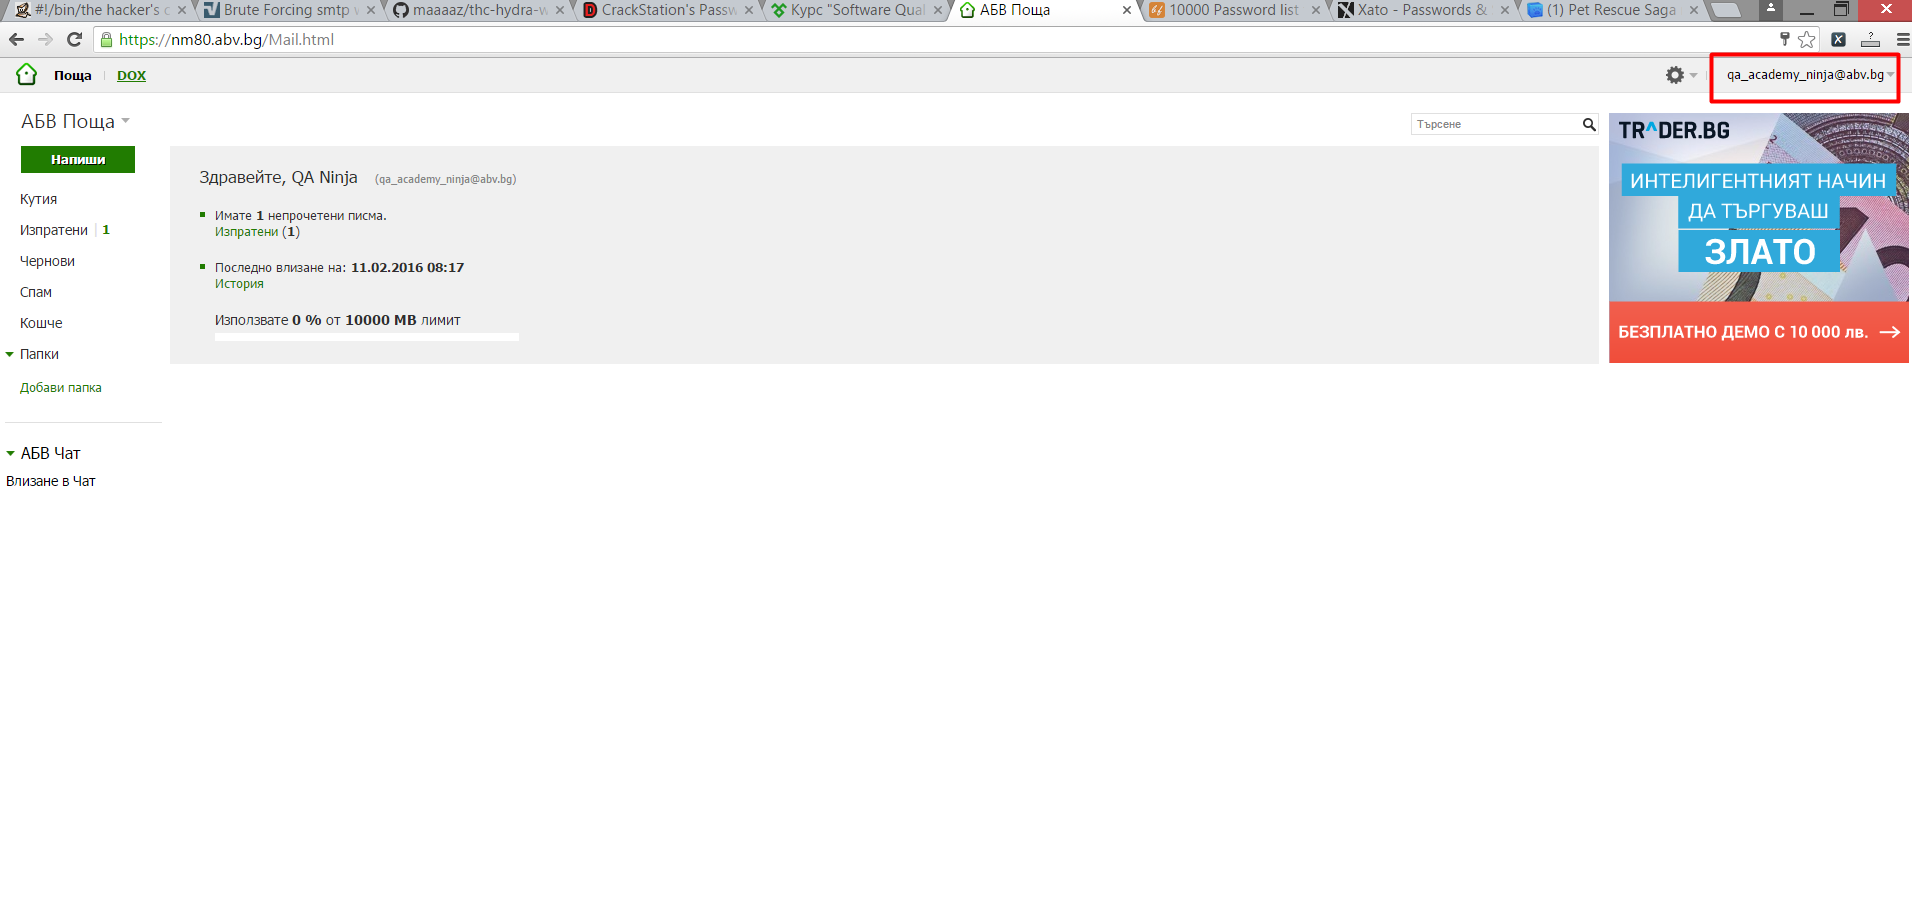 #!/bin/the hacker's c
Brute Forcing smtp w
maaaaz/thc-hydra-w
CrackStation's Passw
Курс "Software Qual
АБВ Поща
10000 Password list
Xato - Passwords &
(1) Pet Rescue Saga
https://nm80.abv.bg/Mail.html
Поща DOX
qa_academy_ninja@abv.bg
АБВ Поща
Търсене
Напиши
Кутия
Изпратени 1
Чернови
Спам
Кошче
Папки
Добави папка
АБВ Чат
Влизане в Чат
Здравейте, QA Ninja (qa_academy_ninja@abv.bg)
Имате 1 непрочетени писма.
Изпратени (1)
Последно влизане на: 11.02.2016 08:17
История
Използвате 0 % от 10000 MB лимит
TRADER.BG
ИНТЕЛИГЕНТНИЯТ НАЧИН
ДА ТЪРГУВАШ
ЗЛАТО
БЕЗПЛАТНО ДЕМО С 10 000 лв.